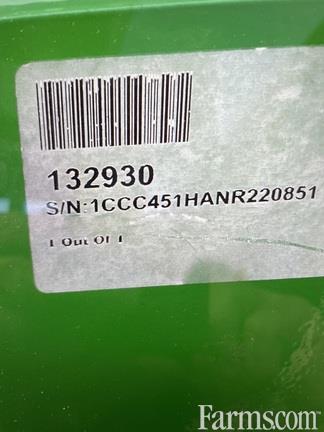 132930
S/N:1CCC451HANR220851
1 Out Of 1
Farms.com